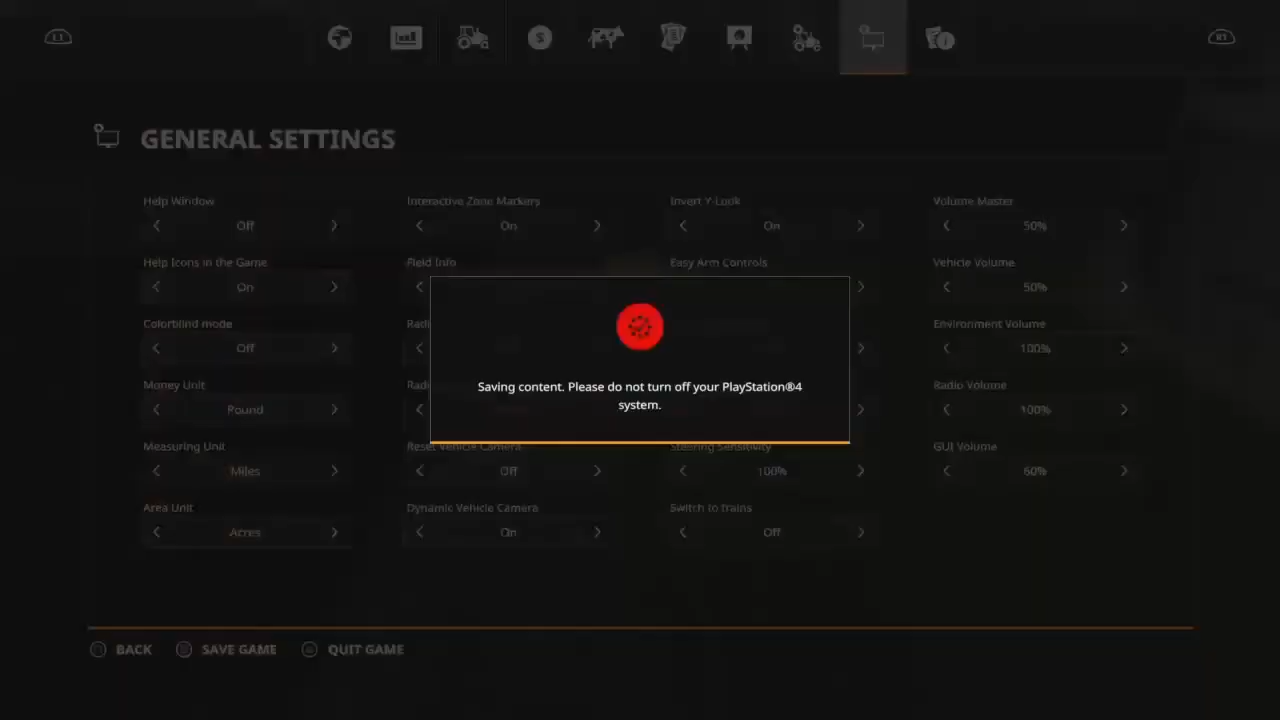 GENERAL SETTINGS
Help Window
Off
Interactive Zone Markers
On
Invert Y-Look
On
Volume Master
50%
Help Icons in the Game
On
Field Info
Easy Arm Controls
Vehicle Volume
50%
Colorblind mode
Off
Radi
Environment Volume
100%
Saving content. Please do not turn off your PlayStation®4
system.
Money Unit
Pound
Radi
Radio Volume
100%
Measuring Unit
Miles
Reset Vehicle Camera
Off
Steering Sensitivity
100%
GUI Volume
60%
Area Unit
Acres
Dynamic Vehicle Camera
On
Switch to trains
Off
BACK
SAVE GAME
QUIT GAME